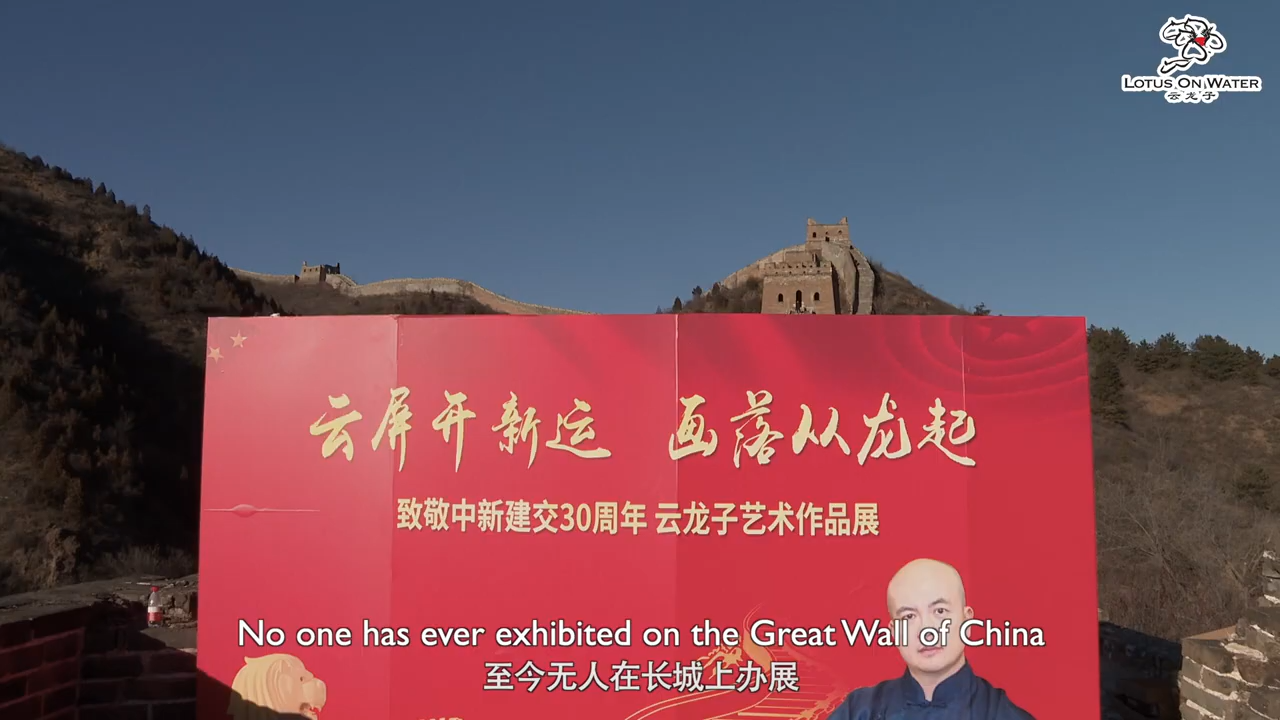 LOTUS ON WATER
云龙子
云屏开新运 画落从龙起
致敬中新建交30周年 云龙子艺术作品展
No one has ever exhibited on the Great Wall of China
至今无人在长城上办展